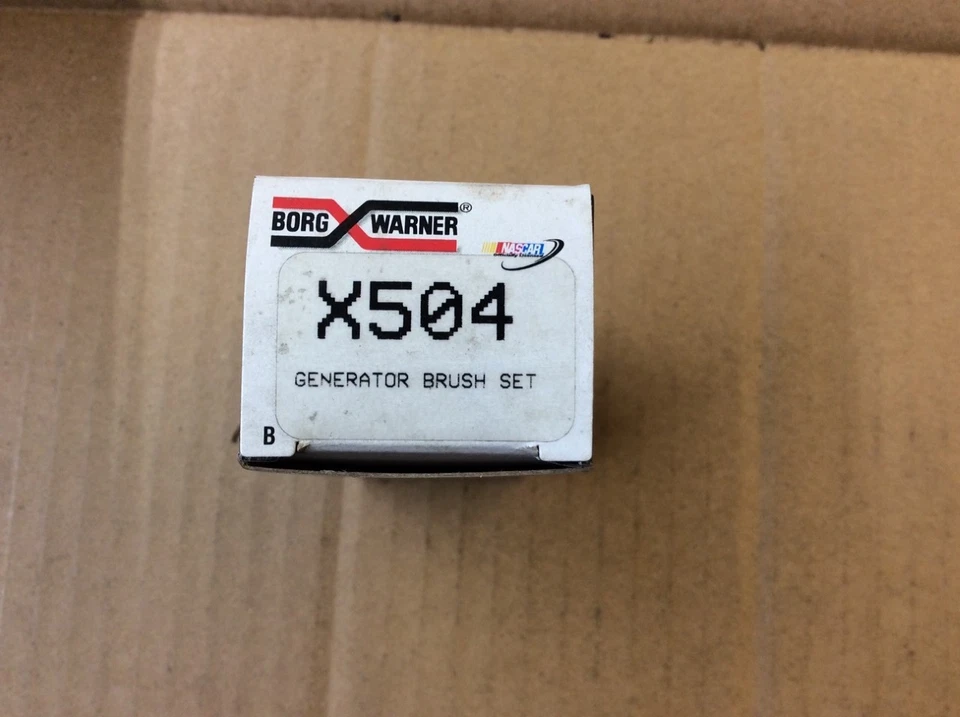 BORG WARNER®
NASCAR
X504
GENERATOR BRUSH SET
B